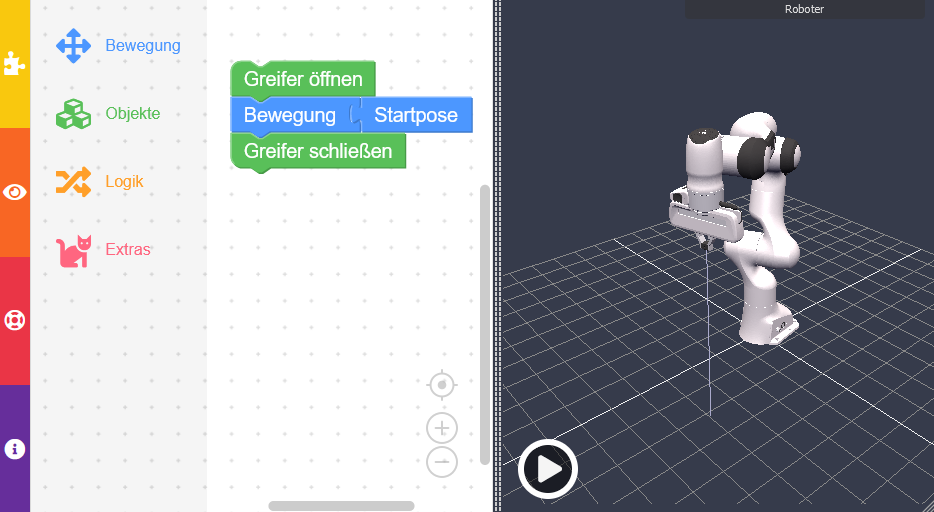 Bewegung
Objekte
Logik
Extras
Greifer öffnen
Bewegung Startpose
Greifer schließen
Roboter